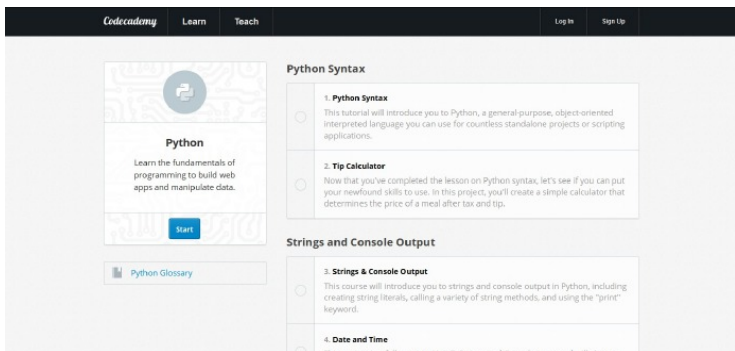 Codecademy Learn Teach Log In Sign Up
Python
Learn the fundamentals of
programming to build web
apps and manipulate data.
Start
Python Glossary
Python Syntax
1. Python Syntax
This tutorial will introduce you to Python, a general-purpose, object-oriented
interpreted language you can use for countless standalone projects or scripting
applications.
2. Tip Calculator
Now that you've completed the lesson on Python syntax, let's see if you can put
your newfound skills to use. In this project, you'll create a simple calculator that
determines the price of a meal after tax and tip.
Strings and Console Output
3. Strings & Console Output
This course will introduce you to strings and console output in Python, including
creating string literals, calling a variety of string methods, and using the "print"
keyword.
4. Date and Time